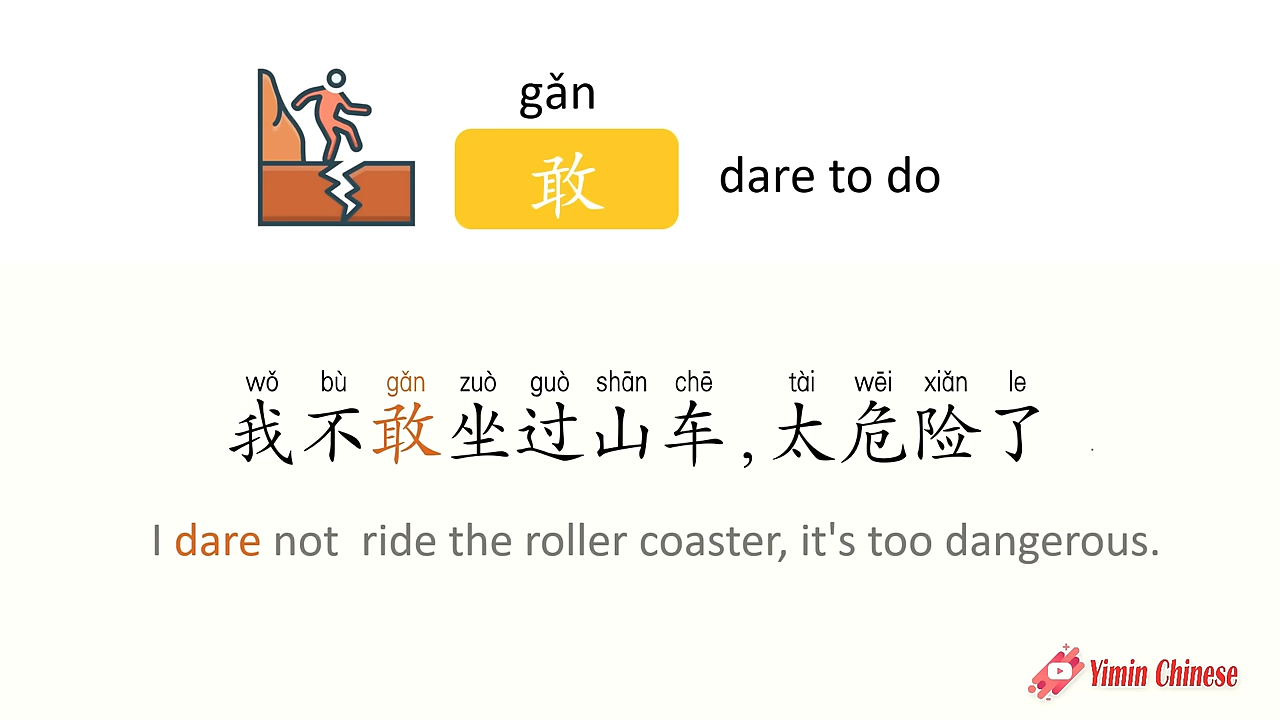 gǎn
敢
dare to do
wǒ bù gǎn zuò guò shān chē tài wēi xiǎn le
我不敢坐过山车,太危险了.
I dare not  ride the roller coaster, it's too dangerous.
Yimin Chinese